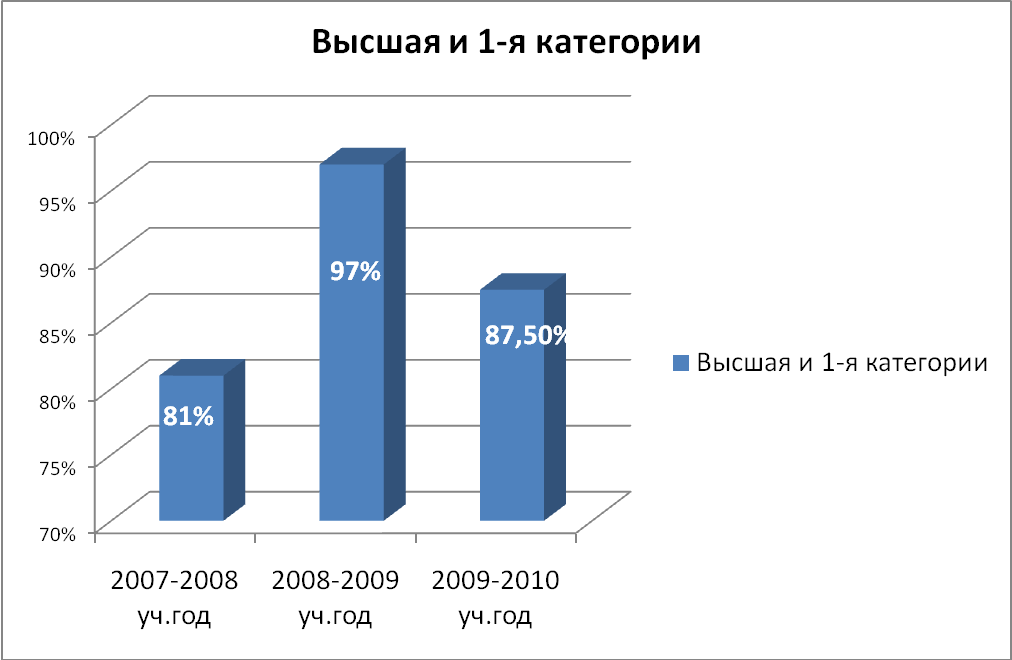 Высшая и 1-я категории
100%
95%
90%
85%
80%
75%
70%
81%
97%
87,50%
2007-2008
уч.год
2008-2009
уч.год
2009-2010
уч.год
Высшая и 1-я категории